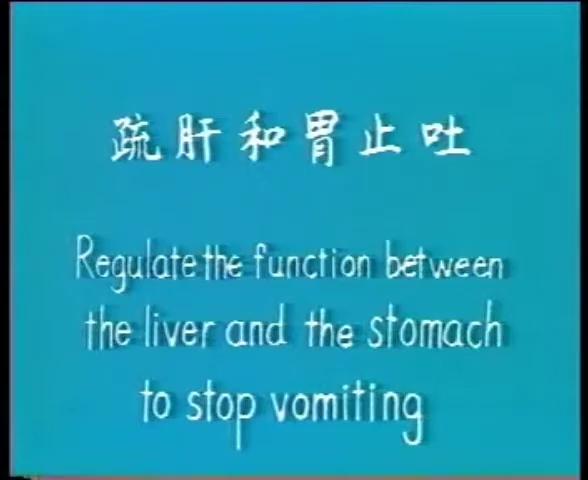 疏肝和胃止吐
Regulate the function between
the liver and the stomach
to stop vomiting